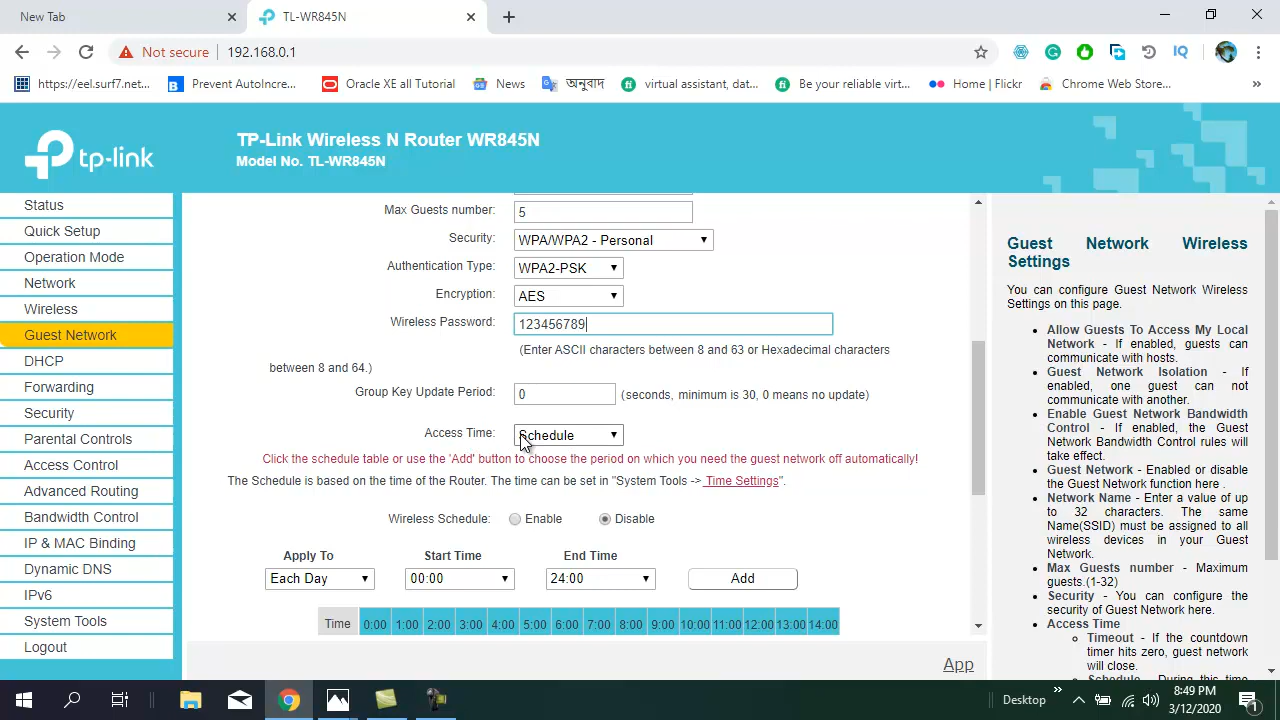 New Tab
TL-WR845N
Not secure
192.168.0.1
IQ
https://eel.surf7.net...
B
Prevent AutoIncre...
Oracle XE all Tutorial
News
অনুবাদ
fi
virtual assistant, dat...
fi
Be your reliable virt...
Home | Flickr
Chrome Web Store...
»
tp-link
TP-Link Wireless N Router WR845N
Model No. TL-WR845N
Status
Quick Setup
Operation Mode
Network
Wireless
Guest Network
DHCP
Forwarding
Security
Parental Controls
Access Control
Advanced Routing
Bandwidth Control
IP & MAC Binding
Dynamic DNS
IPv6
System Tools
Logout
Max Guests number: 5
Security: WPA/WPA2 - Personal
Authentication Type: WPA2-PSK
Encryption: AES
Wireless Password: 123456789
(Enter ASCII characters between 8 and 63 or Hexadecimal characters
between 8 and 64.)
Group Key Update Period: 0 (seconds, minimum is 30, 0 means no update)
Access Time: Schedule
Click the schedule table or use the 'Add' button to choose the period on which you need the guest network off automatically!
The Schedule is based on the time of the Router. The time can be set in "System Tools -> Time Settings".
Wireless Schedule: Enable Disable
Apply To Start Time End Time
Each Day 00:00 24:00 Add
Time 0:00 1:00 2:00 3:00 4:00 5:00 6:00 7:00 8:00 9:00 10:00 11:00 12:00 13:00 14:00
App
Guest Network Wireless
Settings
You can configure Guest Network Wireless
Settings on this page.
Allow Guests To Access My Local
Network - If enabled, guests can
communicate with hosts.
Guest Network Isolation - If
enabled, one guest can not
communicate with another.
Enable Guest Network Bandwidth
Control - If enabled, the Guest
Network Bandwidth Control rules will
take effect.
Guest Network - Enabled or disable
the Guest Network function here .
Network Name - Enter a value of up
to 32 characters. The same
Name(SSID) must be assigned to all
wireless devices in your Guest
Network.
Max Guests number - Maximum
guests.(1-32)
Security - You can configure the
security of Guest Network here.
Access Time
Timeout - If the countdown
timer hits zero, guest network
will close.
Schedule - During this time
Desktop
»
8:49 PM
3/12/2020
1